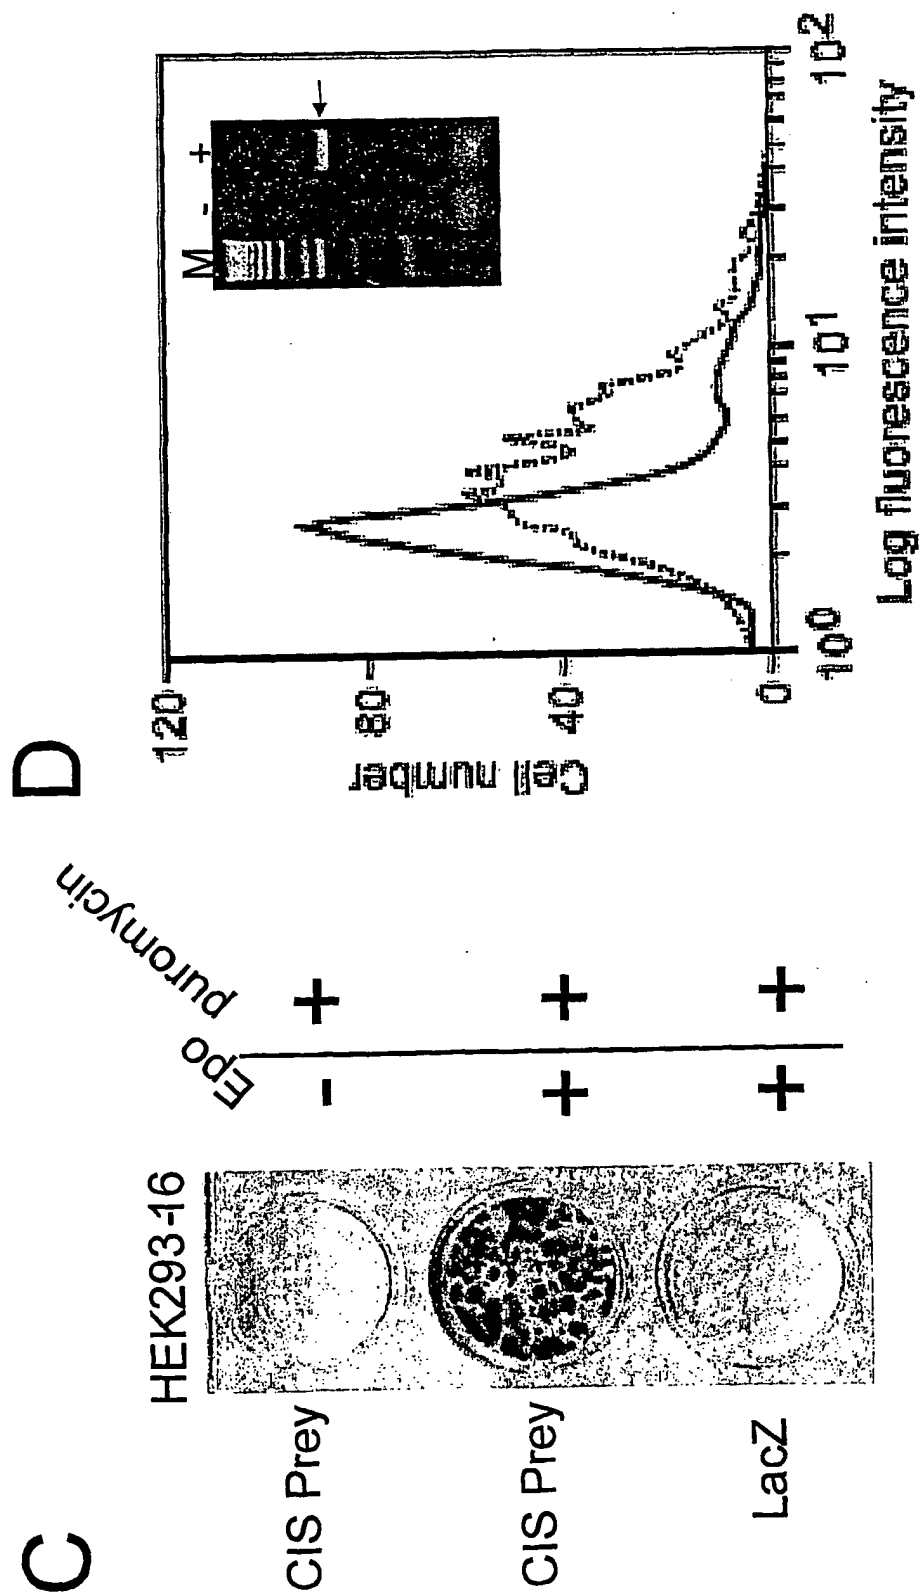 C
HEK293-16
Epo puromycin
CIS Prey - +
CIS Prey + +
LacZ + +
D
Cell number
120
80
40
0
M - +
10⁰ 10¹ 10²
Log fluorescence intensity